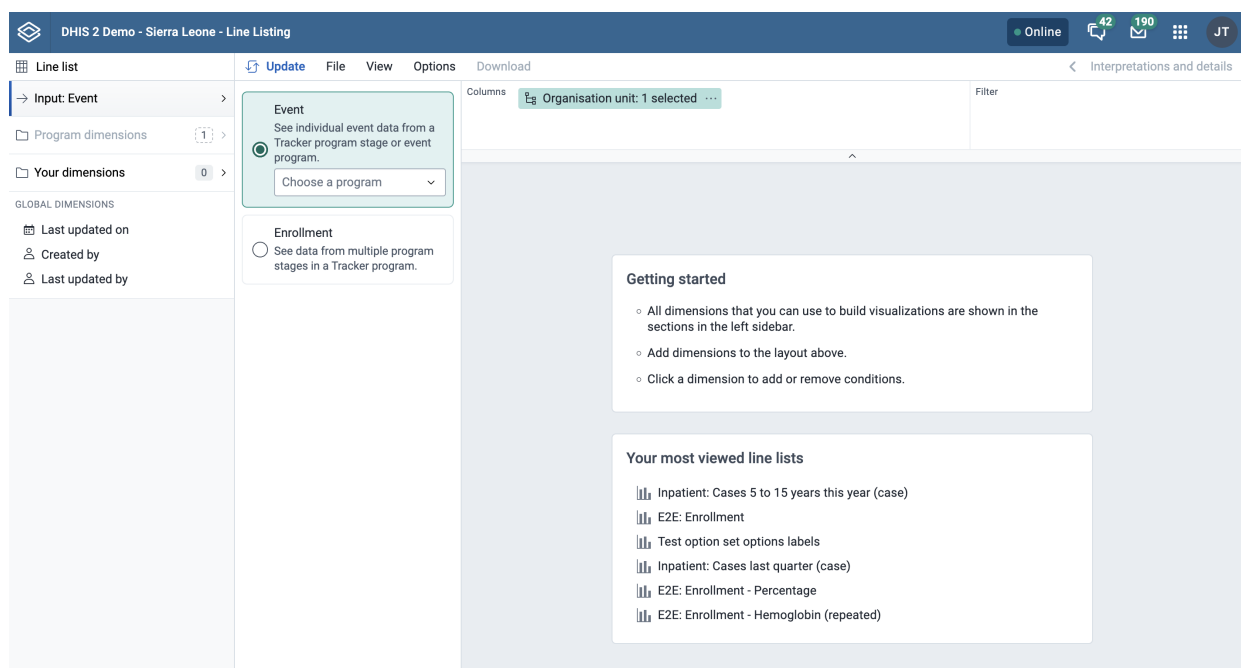 DHIS 2 Demo - Sierra Leone - Line Listing
Online
42
190
JT
Line list
Update
File
View
Options
Download
Interpretations and details
Input: Event
Program dimensions
1
Your dimensions
0
GLOBAL DIMENSIONS
Last updated on
Created by
Last updated by
Event
See individual event data from a
Tracker program stage or event
program.
Choose a program
Enrollment
See data from multiple program
stages in a Tracker program.
Columns
Organisation unit: 1 selected
Filter
Getting started
All dimensions that you can use to build visualizations are shown in the
sections in the left sidebar.
Add dimensions to the layout above.
Click a dimension to add or remove conditions.
Your most viewed line lists
Inpatient: Cases 5 to 15 years this year (case)
E2E: Enrollment
Test option set options labels
Inpatient: Cases last quarter (case)
E2E: Enrollment - Percentage
E2E: Enrollment - Hemoglobin (repeated)